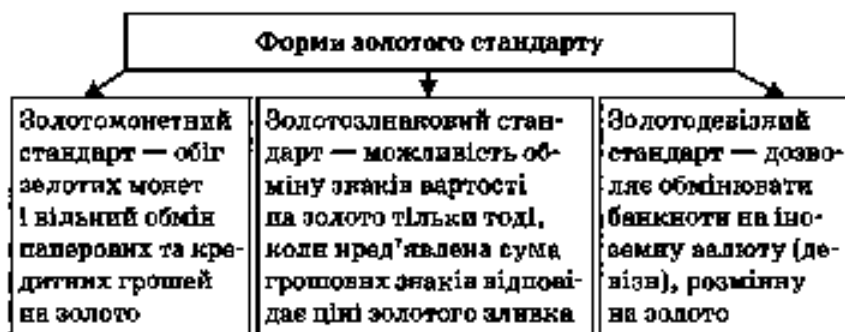 Форми золотого стандарту
Золотомонетний
стандарт — обіг
золотих монет
і вільний обмін
паперових та кре-
дитних грошей
на золото
Золотозлнаковий стан-
дарт — можливість об-
міну знаків вартості
на золото тільки тоді,
коли пред'явлена сума
грошових знаків відпові-
дає ціні золотого зливка
Золотодевізний
стандарт — дозво-
ляє обмінювати
банкноти на іно-
земну валюту (де-
візи), розмінну
на золото